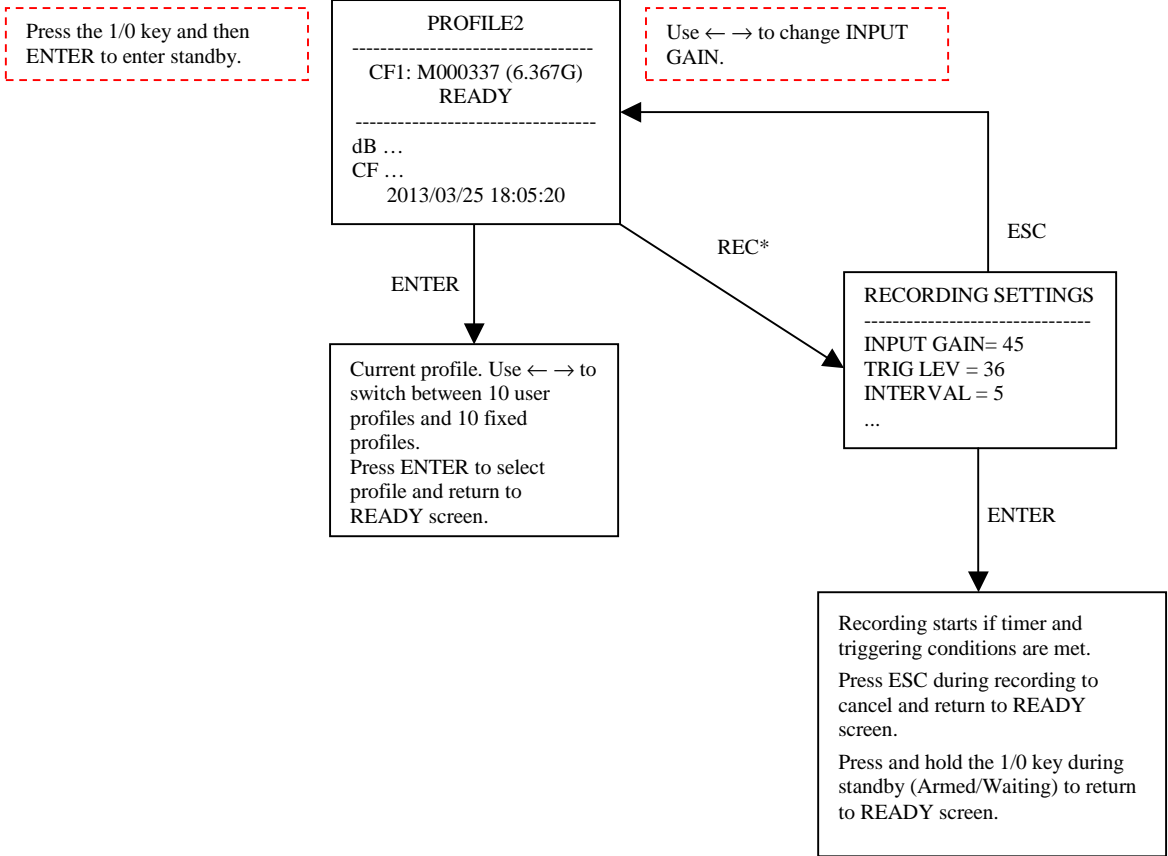 Press the 1/0 key and then
ENTER to enter standby.
PROFILE2
----------------------------------
CF1: M000337 (6.367G)
READY
----------------------------------
dB …
CF …
2013/03/25 18:05:20
Use ← → to change INPUT
GAIN.
ENTER
REC*
ESC
Current profile. Use ← → to
switch between 10 user
profiles and 10 fixed
profiles.
Press ENTER to select
profile and return to
READY screen.
RECORDING SETTINGS
--------------------------------
INPUT GAIN= 45
TRIG LEV = 36
INTERVAL = 5
...
ENTER
Recording starts if timer and
triggering conditions are met.
Press ESC during recording to
cancel and return to READY
screen.
Press and hold the 1/0 key during
standby (Armed/Waiting) to return
to READY screen.